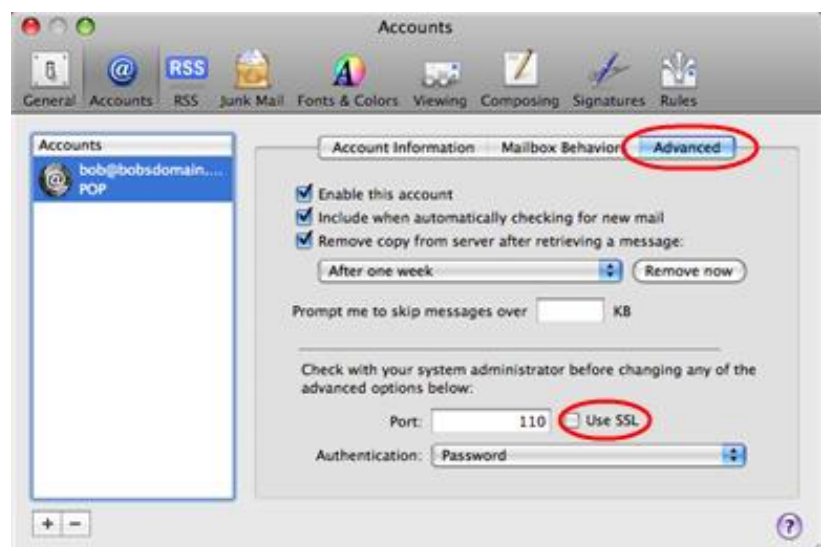 Accounts
RSS
General Accounts RSS Junk Mail Fonts & Colors Viewing Composing Signatures Rules
Accounts
bob@bobsdomain....
POP
Account Information Mailbox Behavior Advanced
Enable this account
Include when automatically checking for new mail
Remove copy from server after retrieving a message:
After one week Remove now
Prompt me to skip messages over KB
Check with your system administrator before changing any of the
advanced options below:
Port: 110 Use SSL
Authentication: Password
+ − ?